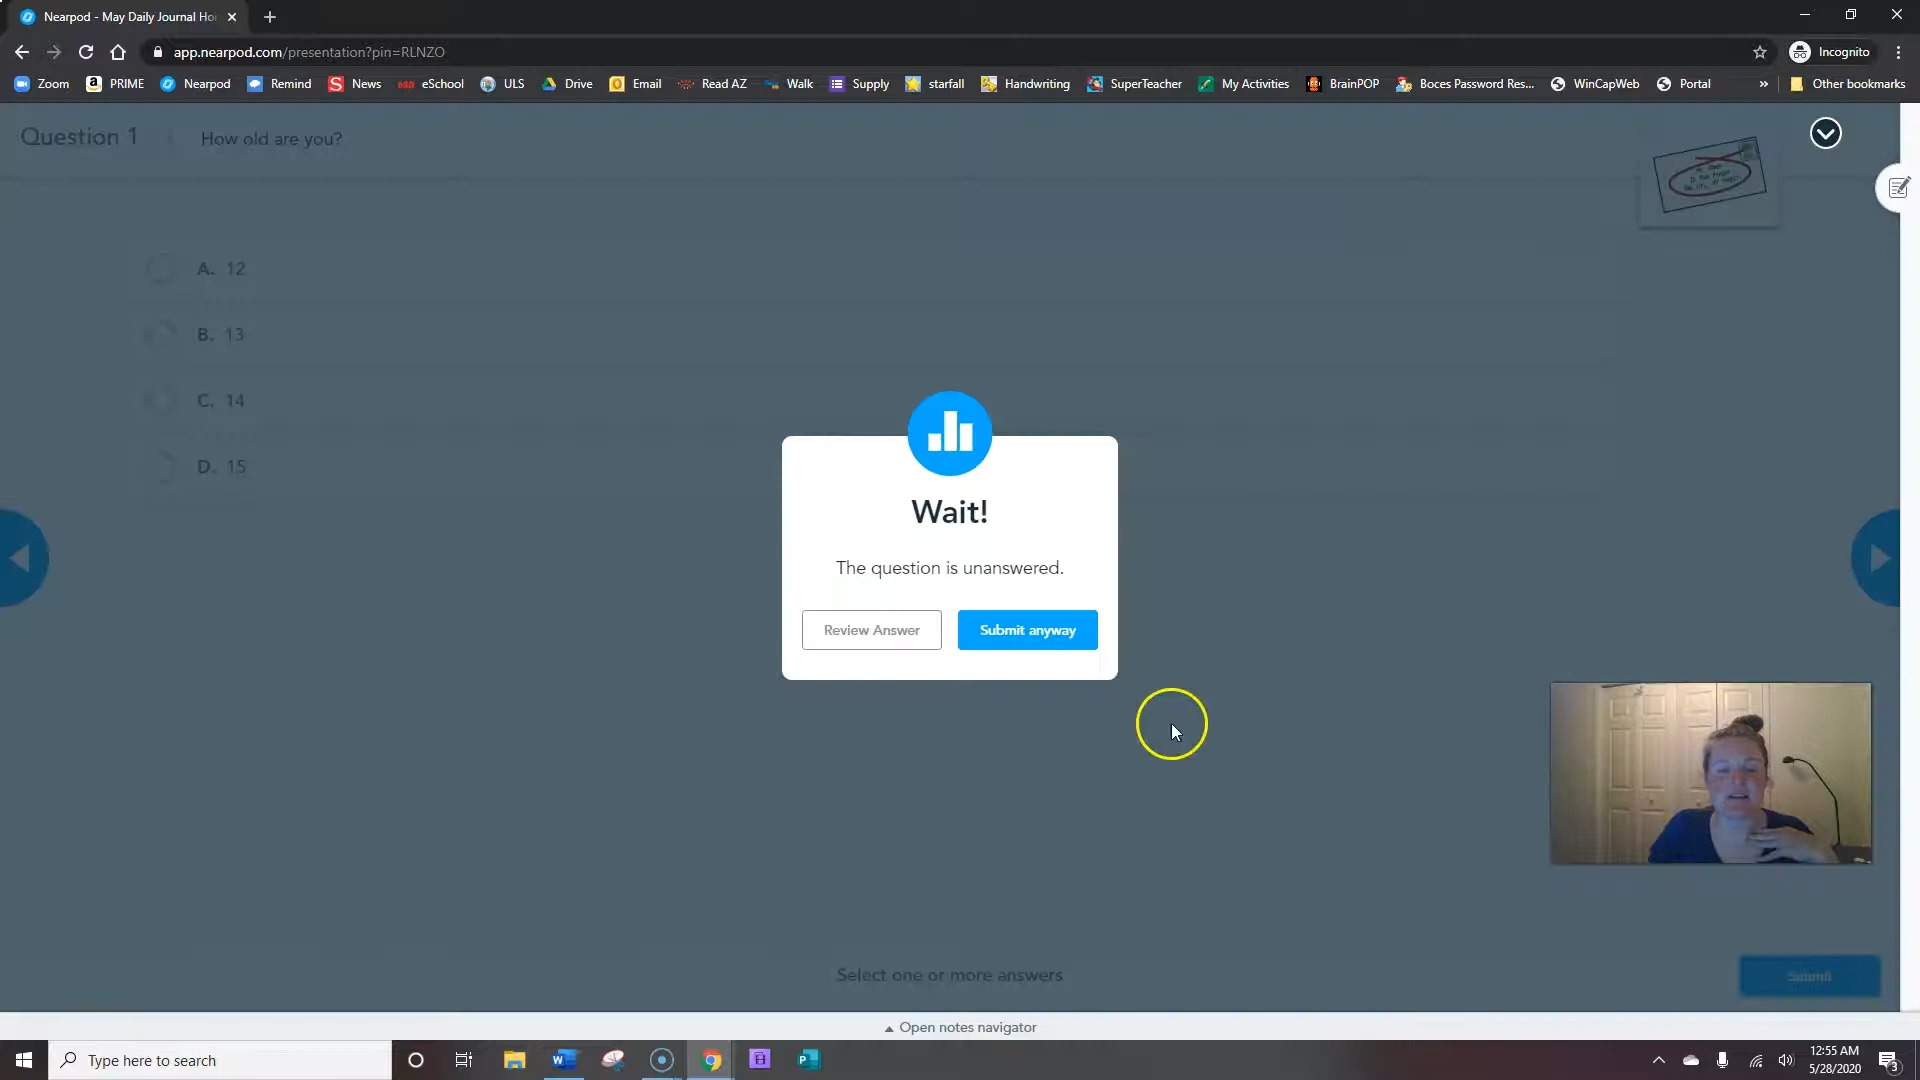 Nearpod - May Daily Journal Ho
app.nearpod.com/presentation?pin=RLNZO
Incognito
Zoom PRIME Nearpod Remind News eSchool ULS Drive Email Read AZ Walk Supply starfall Handwriting SuperTeacher My Activities BrainPOP Boces Password Res... WinCapWeb Portal » Other bookmarks
Question 1 How old are you?
A. 12
B. 13
C. 14
D. 15
Wait!
The question is unanswered.
Review Answer Submit anyway
Select one or more answers
Submit
Open notes navigator
Type here to search
12:55 AM
5/28/2020
3